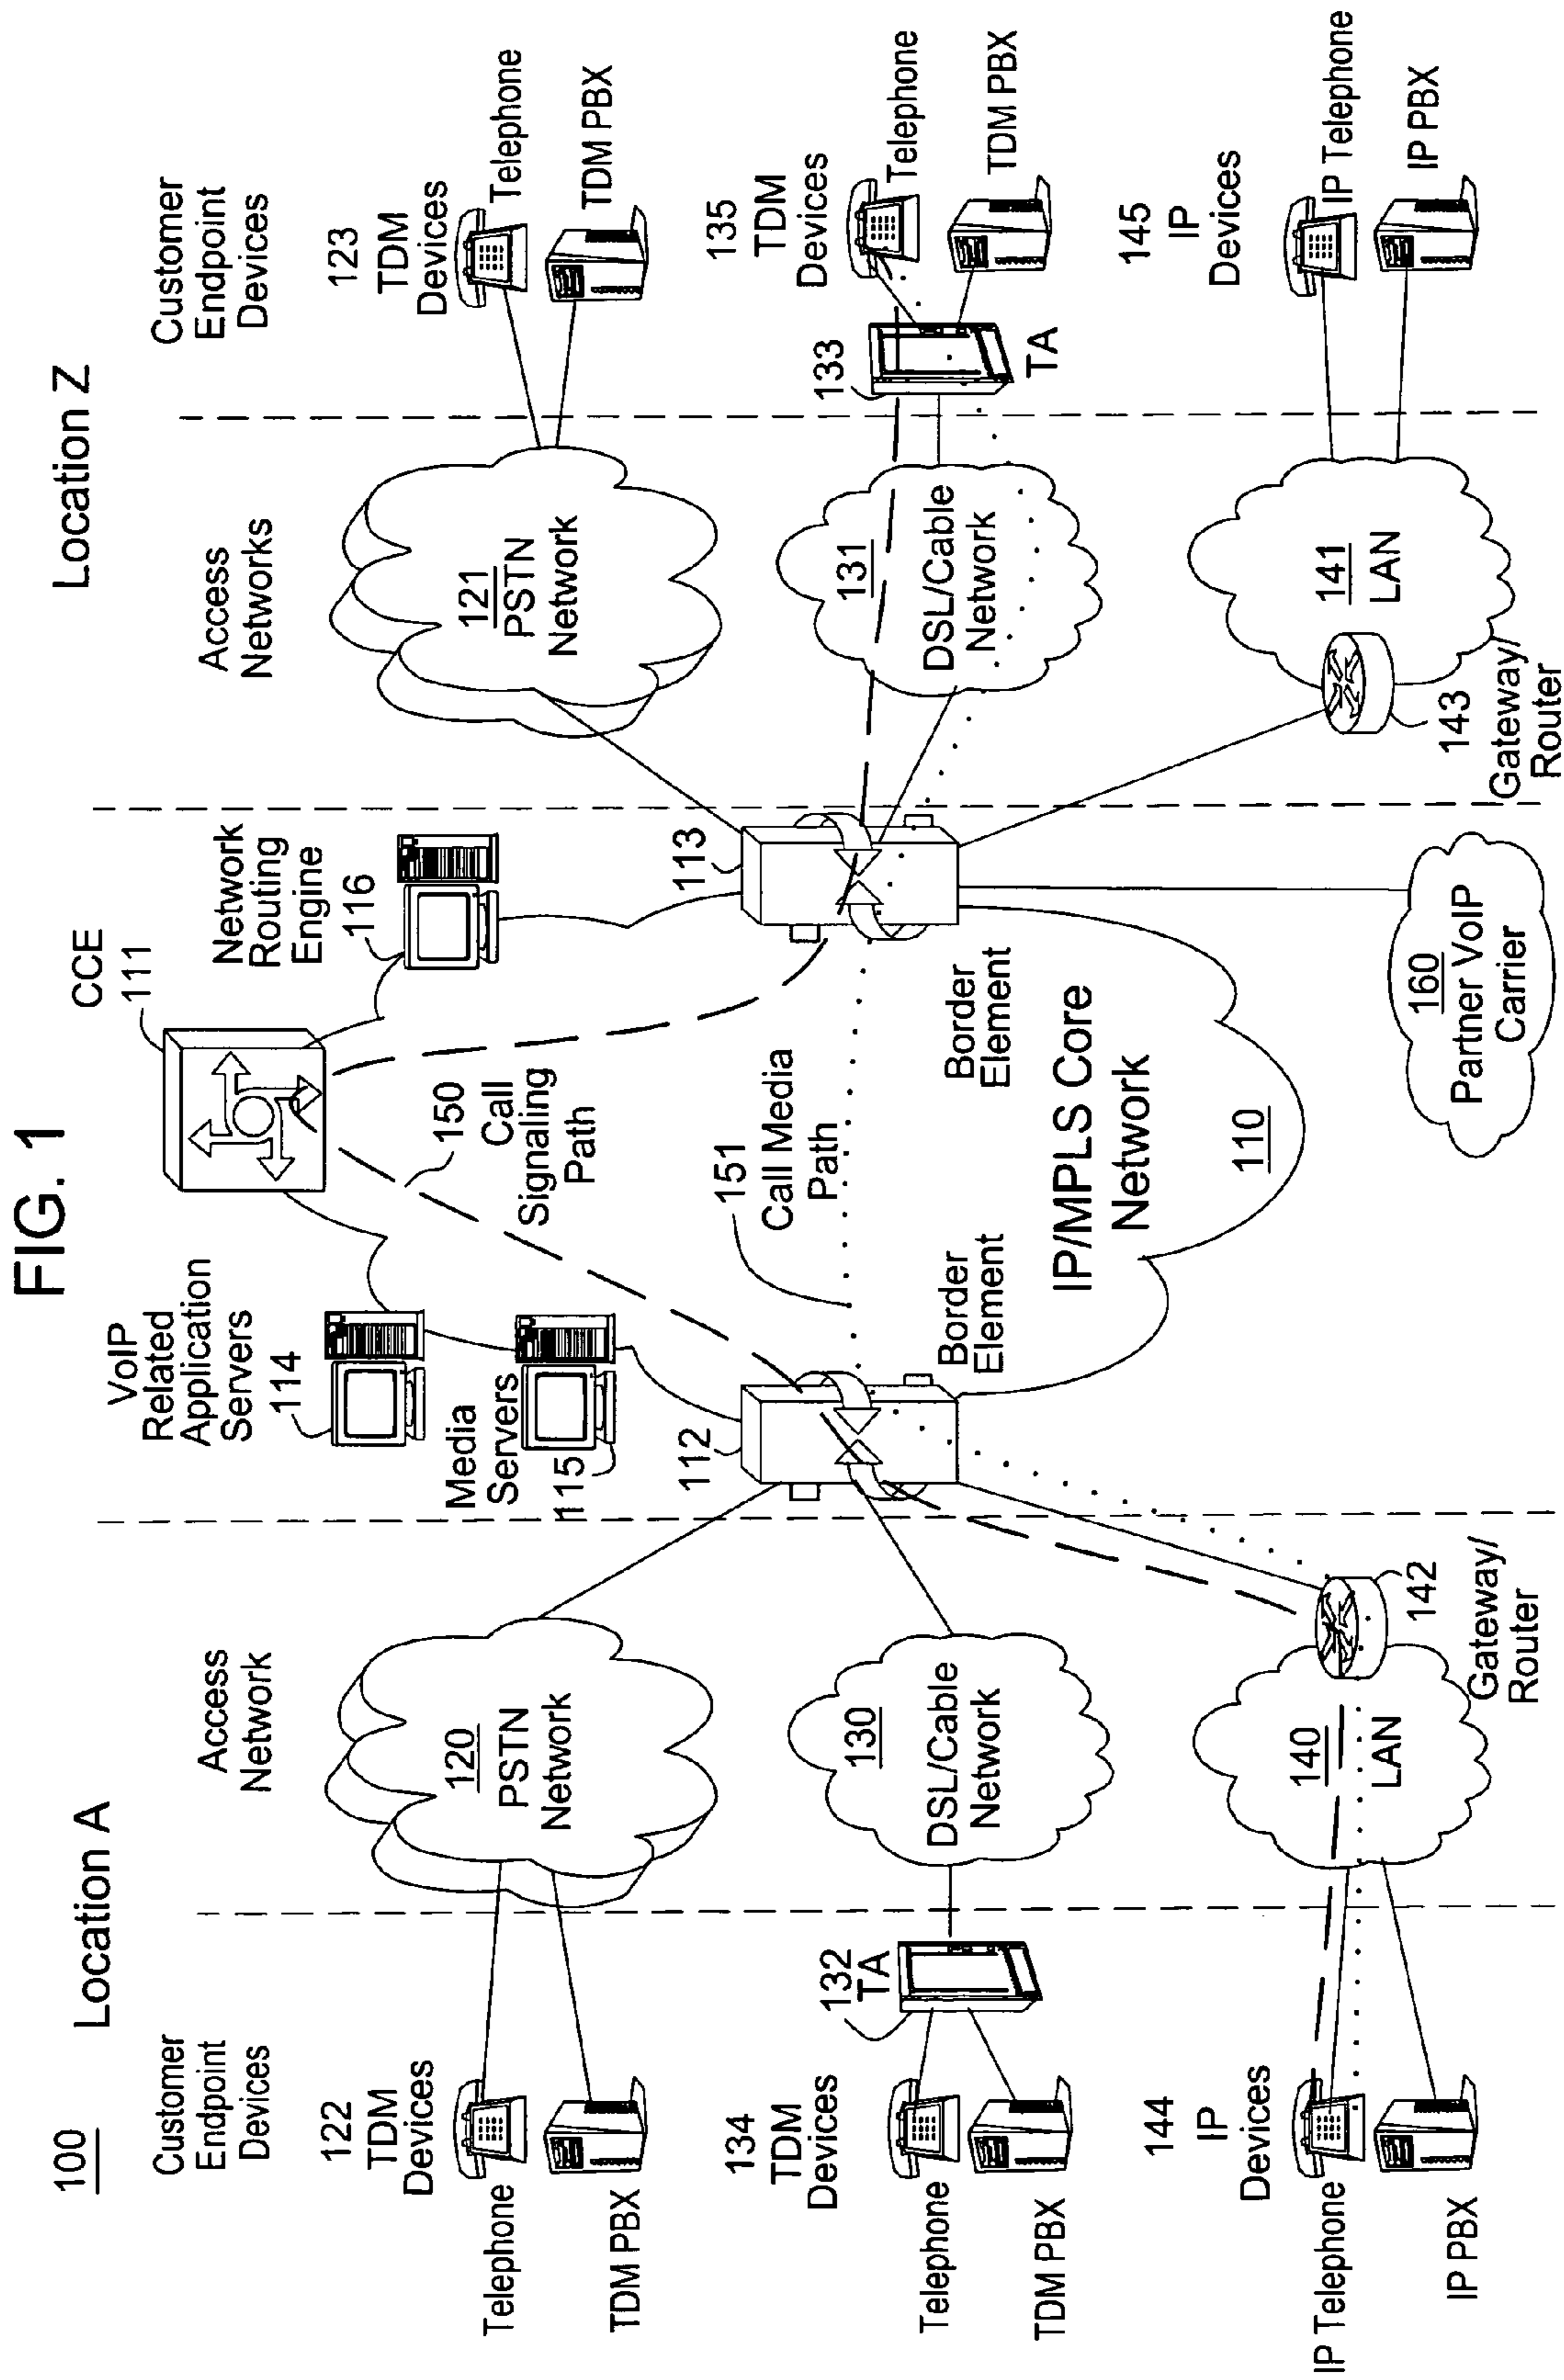 FIG. 1
100
Location A
Location Z
Customer
Endpoint
Devices
Access
Network
VoIP
Related
Application
Servers
114
CCE
111
Network
Routing
Engine
116
Access
Networks
Customer
Endpoint
Devices
122
TDM
Devices
Telephone
TDM PBX
120
PSTN
Network
Media
Servers
115
150
Call
Signaling
Path
121
PSTN
Network
123
TDM
Devices
Telephone
TDM PBX
134
TDM
Devices
Telephone
TDM PBX
132
TA
130
DSL/Cable
Network
112
Border
Element
151
Call Media
Path
113
Border
Element
131
DSL/Cable
Network
133
TA
135
TDM
Devices
Telephone
TDM PBX
IP/MPLS Core
Network
110
144
IP
Devices
IP Telephone
IP PBX
140
LAN
142
Gateway/
Router
160
Partner VoIP
Carrier
141
LAN
143
Gateway/
Router
145
IP
Devices
IP Telephone
IP PBX